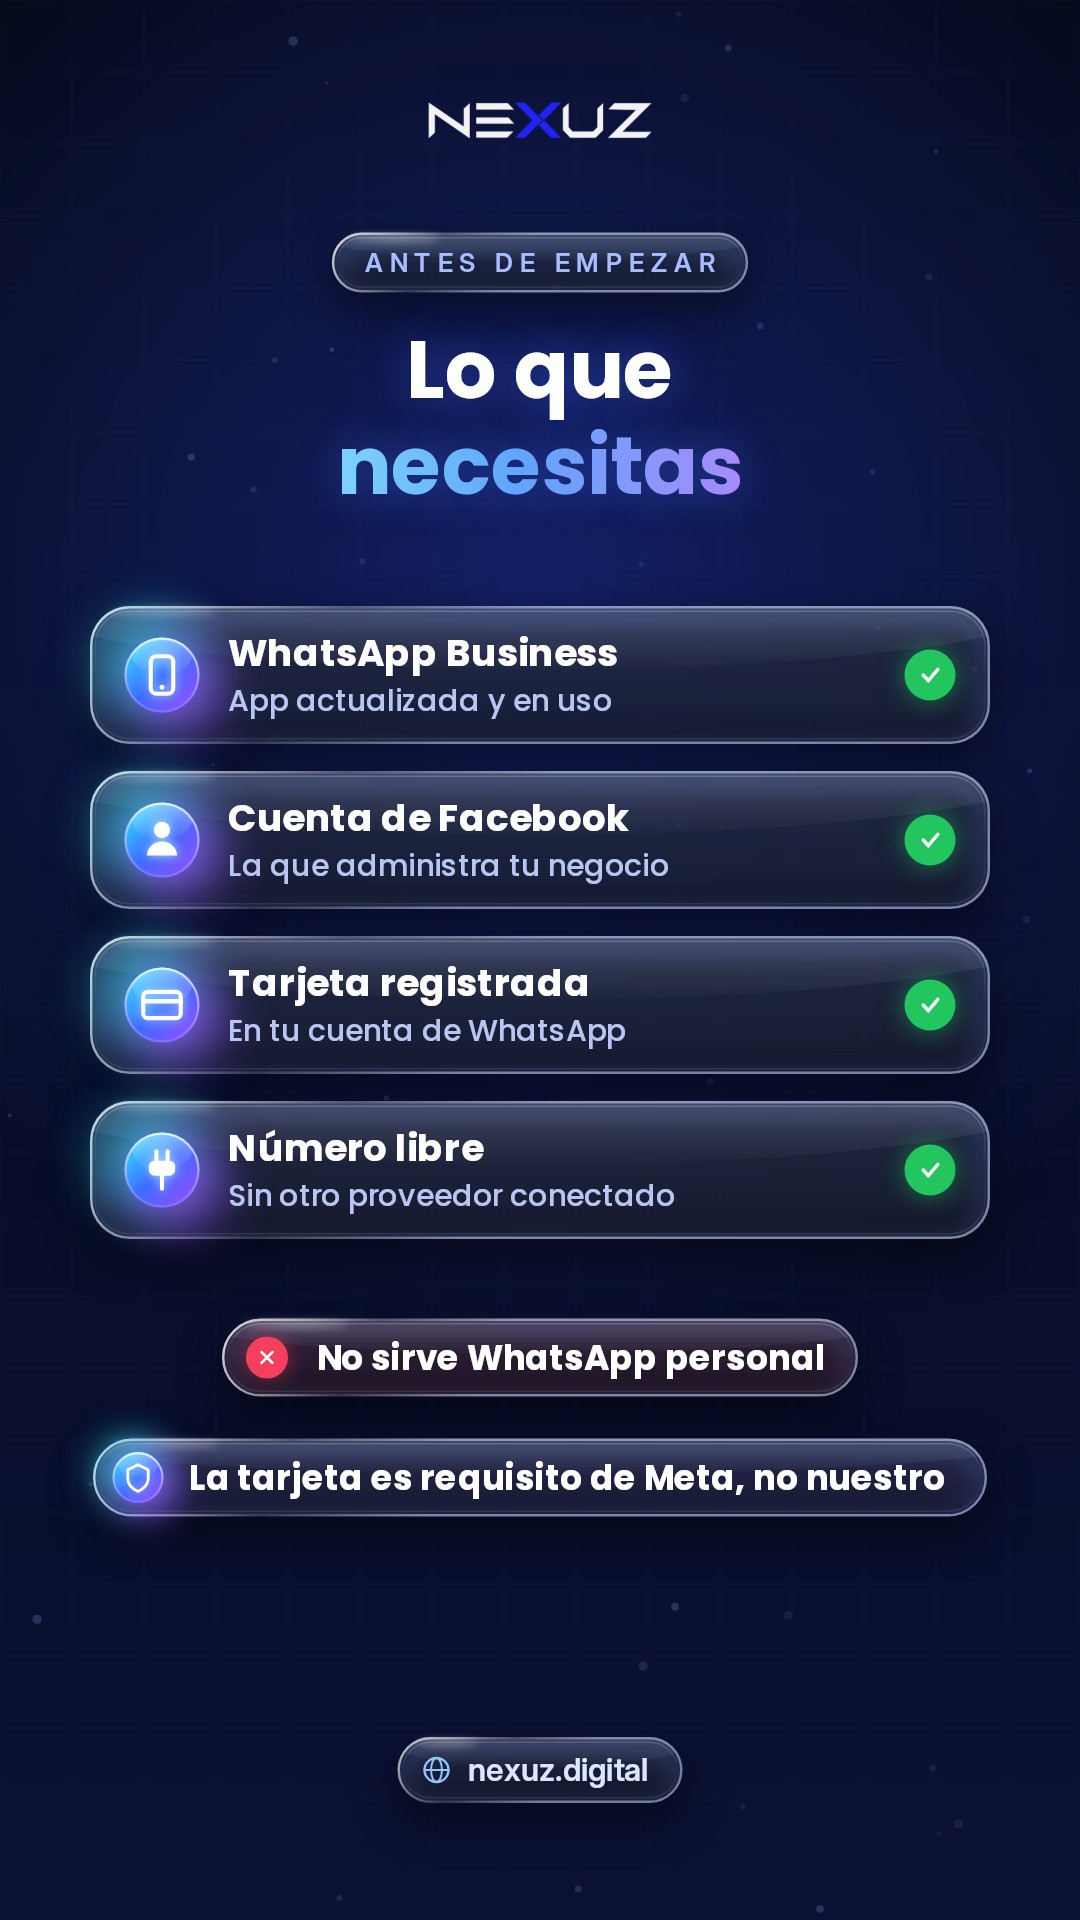 NEXUZ
ANTES DE EMPEZAR
Lo que
necesitas
WhatsApp Business
App actualizada y en uso
Cuenta de Facebook
La que administra tu negocio
Tarjeta registrada
En tu cuenta de WhatsApp
Número libre
Sin otro proveedor conectado
No sirve WhatsApp personal
La tarjeta es requisito de Meta, no nuestro
nexuz.digital